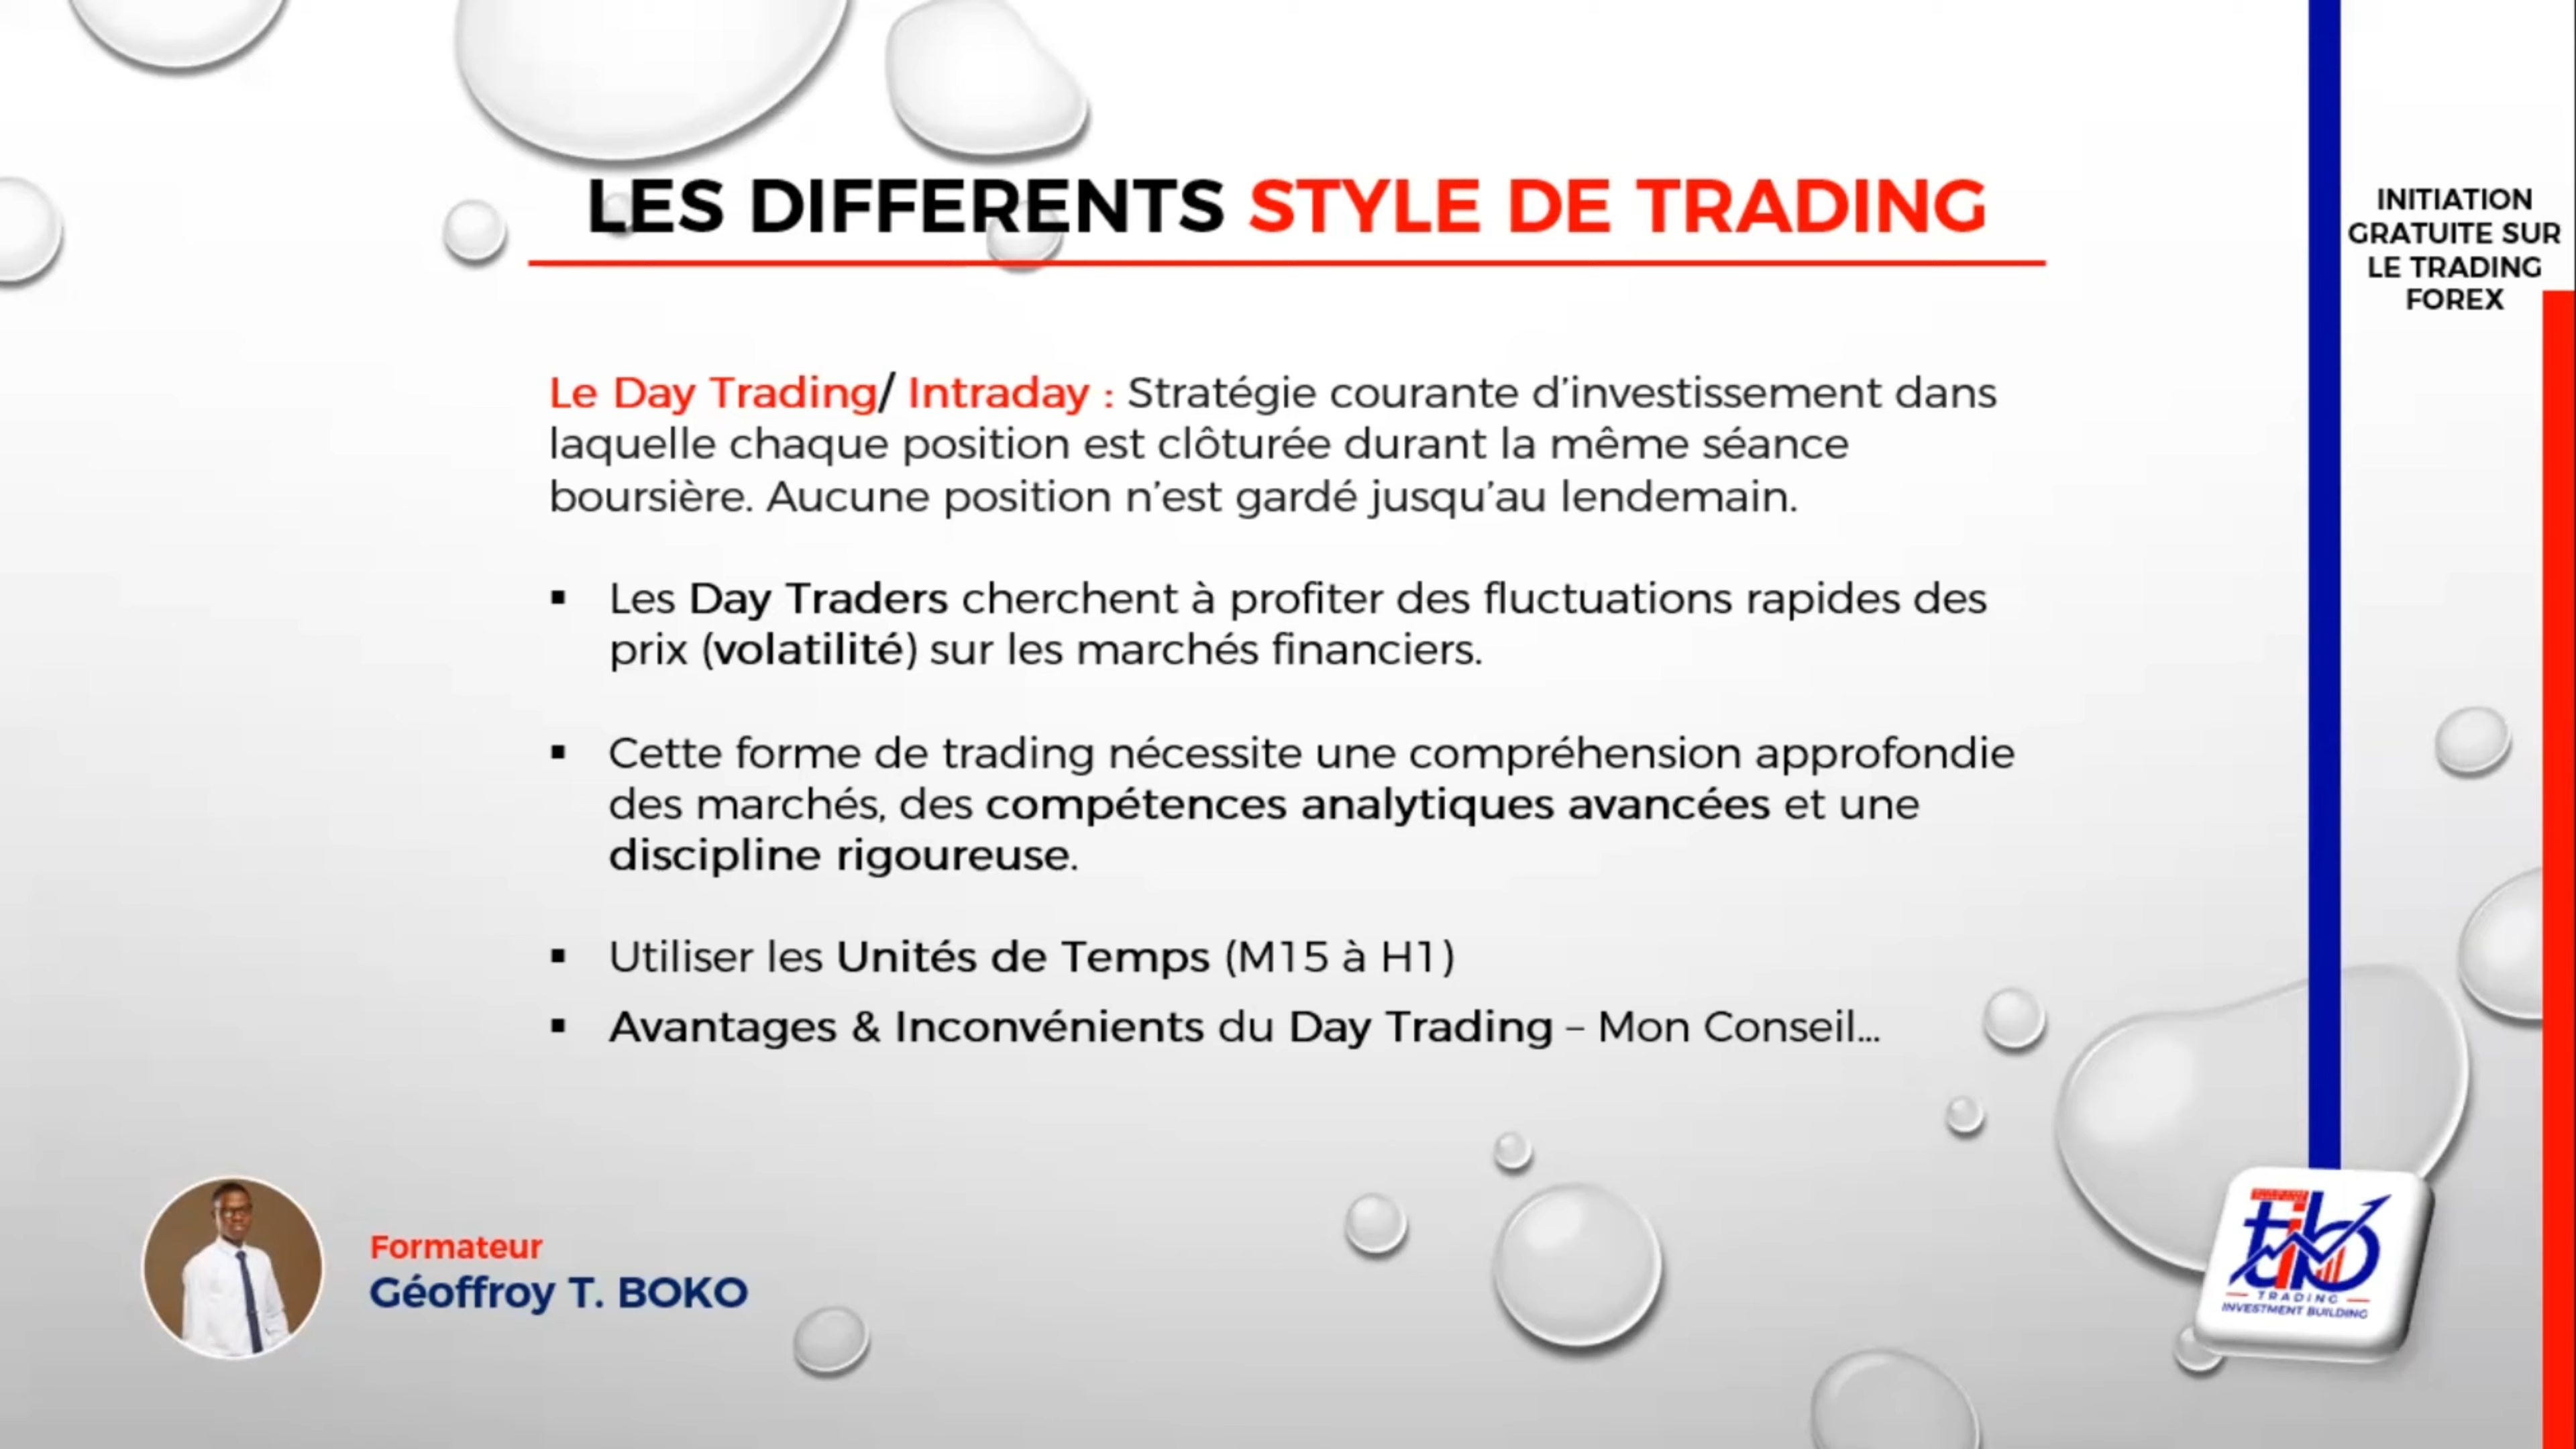 LES DIFFERENTS STYLE DE TRADING
INITIATION
GRATUITE SUR
LE TRADING
FOREX
Le Day Trading/ Intraday : Stratégie courante d’investissement dans
laquelle chaque position est clôturée durant la même séance
boursière. Aucune position n’est gardé jusqu’au lendemain.
▪ Les Day Traders cherchent à profiter des fluctuations rapides des
prix (volatilité) sur les marchés financiers.
▪ Cette forme de trading nécessite une compréhension approfondie
des marchés, des compétences analytiques avancées et une
discipline rigoureuse.
▪ Utiliser les Unités de Temps (M15 à H1)
▪ Avantages & Inconvénients du Day Trading – Mon Conseil...
Formateur
Géoffroy T. BOKO
tib
TRADING
INVESTMENT BUILDING